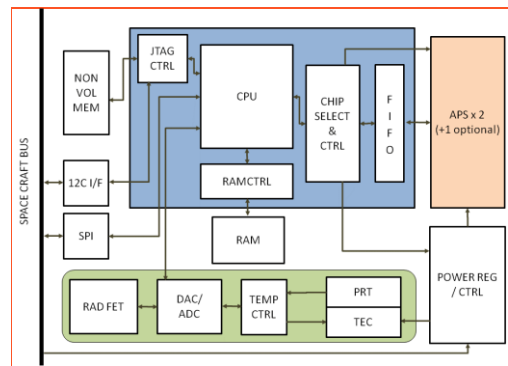 SPACE CRAFT BUS
NON
VOL
MEM
JTAG
CTRL
CPU
CHIP
SELECT
&
CTRL
F
I
F
O
APS x 2
(+1 optional)
12C I/F
RAMCTRL
SPI
RAM
POWER REG
/ CTRL
RAD FET
DAC/
ADC
TEMP
CTRL
PRT
TEC